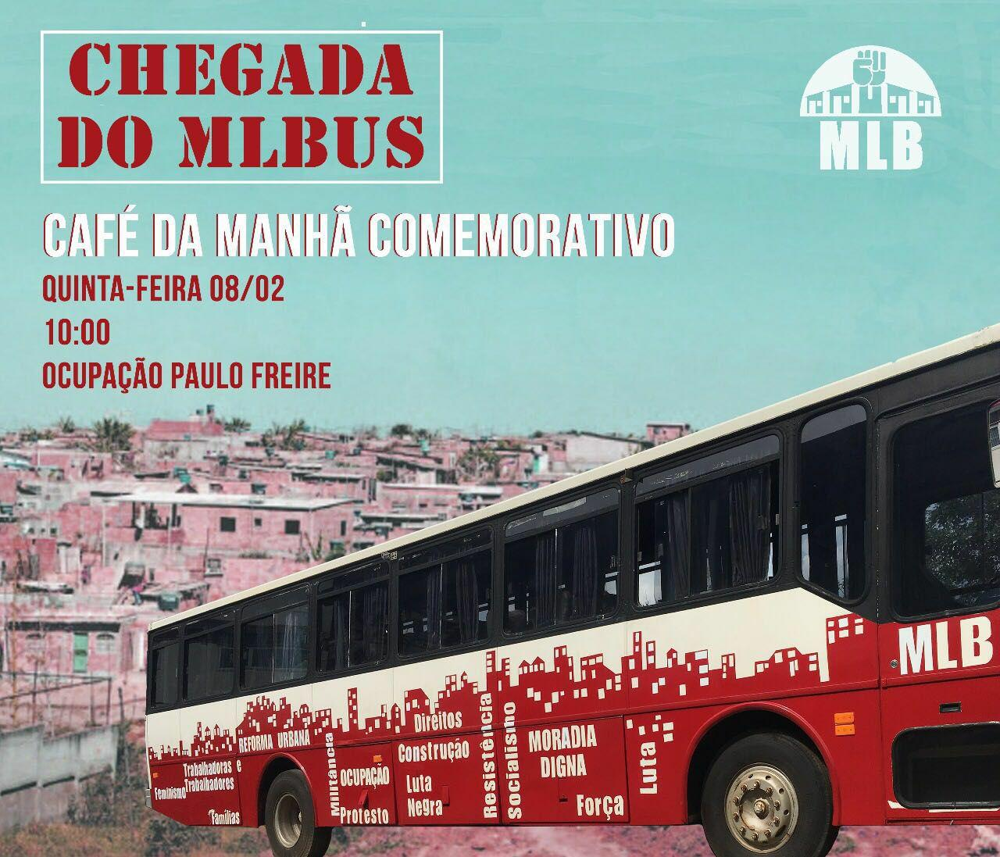 CHEGADA
DO MLBUS
MLB
CAFÉ DA MANHÃ COMEMORATIVO
QUINTA-FEIRA 08/02
10:00
OCUPAÇÃO PAULO FREIRE
MLB
REFORMA URBANA
Trabalhadoras e
Trabalhadores
Feminismo
Famílias
Militância
OCUPAÇÃO
Protesto
Direitos
Construção
Luta
Negra
Resistência
Socialismo
MORADIA
DIGNA
Força
Luta